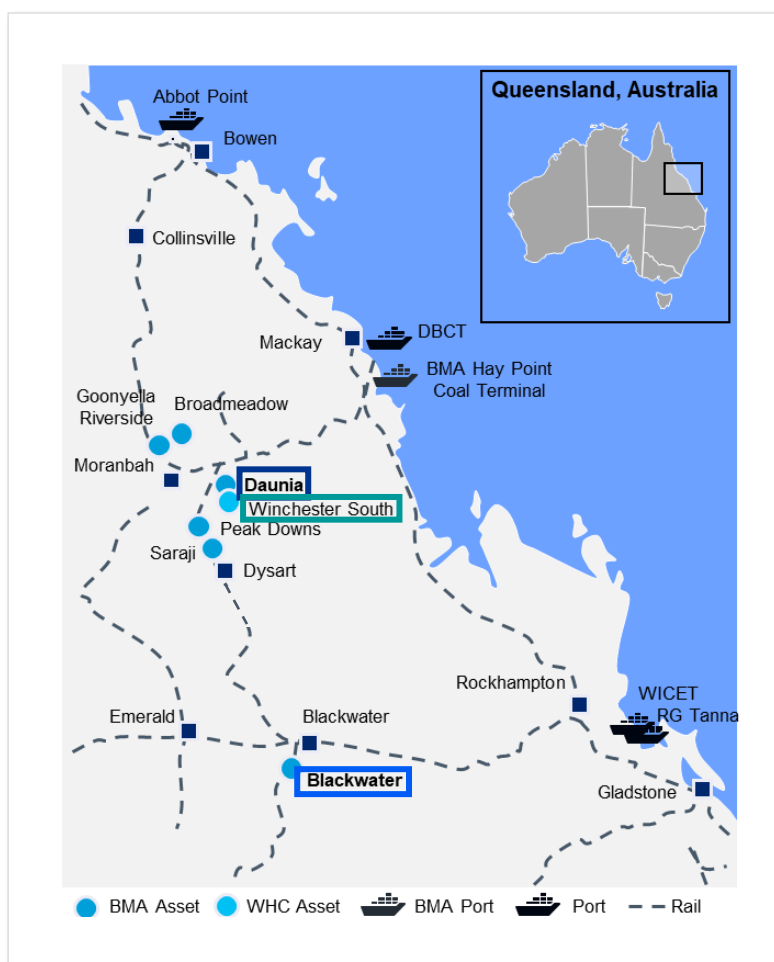 Queensland, Australia
Abbot Point
Bowen
Collinsville
Mackay
DBCT
BMA Hay Point
Coal Terminal
Goonyella
Riverside
Broadmeadow
Moranbah
Daunia
Winchester South
Peak Downs
Saraji
Dysart
Rockhampton
WICET
RG Tanna
Emerald
Blackwater
Blackwater
Gladstone
BMA Asset
WHC Asset
BMA Port
Port
Rail